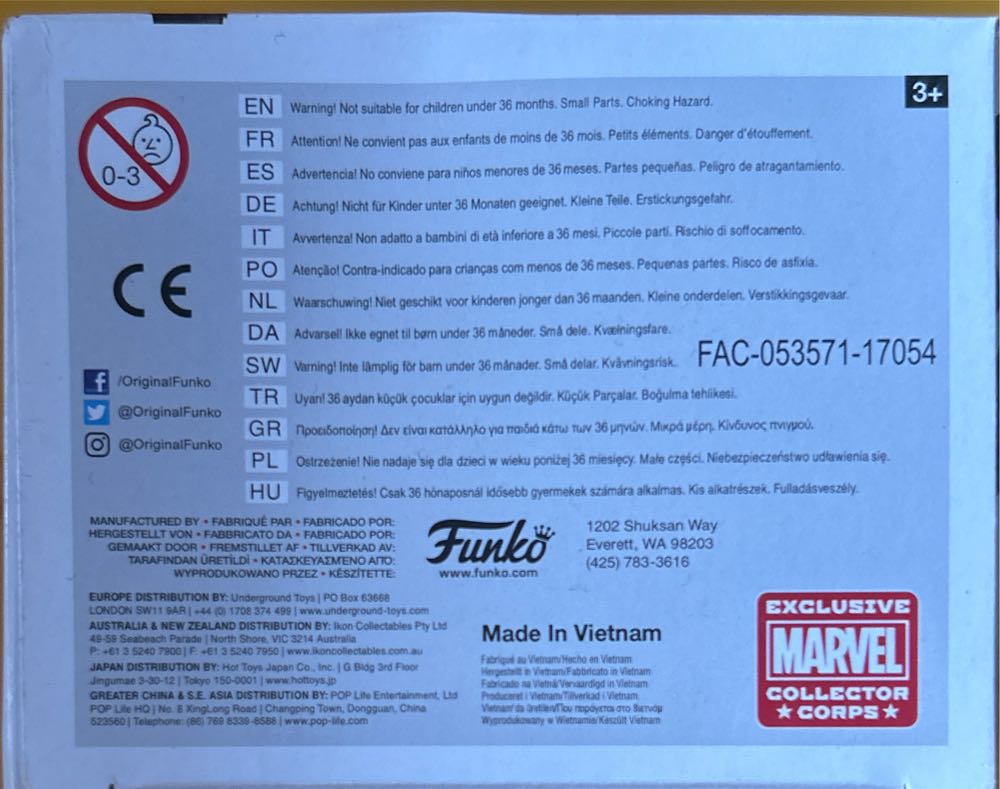 3+
0-3
EN Warning! Not suitable for children under 36 months. Small Parts. Choking Hazard.
FR Attention! Ne convient pas aux enfants de moins de 36 mois. Petits éléments. Danger d'étouffement.
ES Advertencia! No conviene para niños menores de 36 meses. Partes pequeñas. Peligro de atragantamiento.
DE Achtung! Nicht für Kinder unter 36 Monaten geeignet. Kleine Teile. Erstickungsgefahr.
IT Avvertenza! Non adatto a bambini di età inferiore a 36 mesi. Piccole parti. Rischio di soffocamento.
PO Atenção! Contra-indicado para crianças com menos de 36 meses. Pequenas partes. Risco de asfixia.
NL Waarschuwing! Niet geschikt voor kinderen jonger dan 36 maanden. Kleine onderdelen. Verstikkingsgevaar.
DA Advarsel! Ikke egnet til børn under 36 måneder. Små dele. Kvælningsfare.
SW Varning! Inte lämplig för barn under 36 månader. Små delar. Kvävningsrisk.
FAC-053571-17054
TR Uyarı! 36 aydan küçük çocuklar için uygun değildir. Küçük Parçalar. Boğulma tehlikesi.
GR Προειδοποίηση! Δεν είναι κατάλληλο για παιδιά κάτω των 36 μηνών. Μικρά μέρη. Κίνδυνος πνιγμού.
PL Ostrzeżenie! Nie nadaje się dla dzieci w wieku poniżej 36 miesięcy. Małe części. Niebezpieczeństwo udławienia się.
HU Figyelmeztetés! Csak 36 hónaposnál idősebb gyermekek számára alkalmas. Kis alkatrészek. Fulladásveszély.
CE
/OriginalFunko
@OriginalFunko
@OriginalFunko
MANUFACTURED BY • FABRIQUÉ PAR • FABRICADO POR:
HERGESTELLT VON • FABBRICATO DA • FABRICADO POR:
GEMAAKT DOOR • FREMSTILLET AF • TILLVERKAD AV:
TARAFINDAN ÜRETİLDİ • ΚΑΤΑΣΚΕΥΑΣΜΕΝΟ ΑΠΟ:
WYPRODUKOWANO PRZEZ • KÉSZÍTETTE:
Funko
www.funko.com
1202 Shuksan Way
Everett, WA 98203
(425) 783-3616
EUROPE DISTRIBUTION BY: Underground Toys | PO Box 63668
LONDON SW11 9AR | +44 (0) 1708 374 499 | www.underground-toys.com
AUSTRALIA & NEW ZEALAND DISTRIBUTION BY: Ikon Collectables Pty Ltd
49-59 Seabeach Parade | North Shore, VIC 3214 Australia
P: +61 3 5240 7900 | F: +61 3 5240 7950 | www.ikoncollectables.com.au
JAPAN DISTRIBUTION BY: Hot Toys Japan Co., Inc. | G Bldg 3rd Floor
Jingumae 3-30-12 | Tokyo 150-0001 | www.hottoys.jp
GREATER CHINA & S.E. ASIA DISTRIBUTION BY: POP Life Entertainment, Ltd
POP Life HQ | No. 8 XingLong Road | Changping Town, Dongguan, China
523560 | Telephone: (86) 769 8339-8588 | www.pop-life.com
Made In Vietnam
Fabriqué au Vietnam/Hecho en Vietnam
Hergestellt in Vietnam/Fabbricato in Vietnam
Fabricado na Vietnã/Vervaardigd in Vietnam
Produceret i Vietnam/Tillverkad i Vietnam
Vietnam'da üretilen/Που παράγεται στο Βιετνάμ
Wyprodukowany w Wietnamie/Készült Vietnam
EXCLUSIVE
MARVEL
COLLECTOR
CORPS